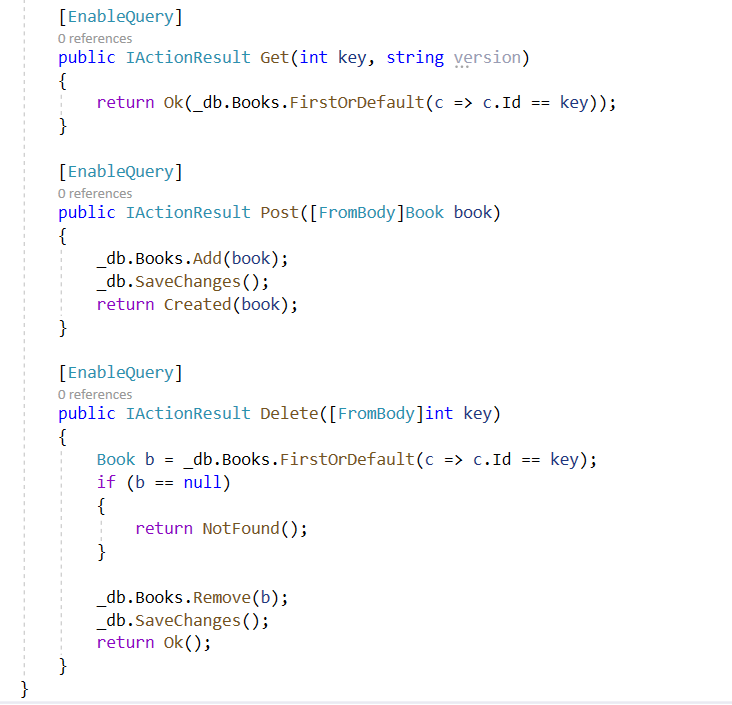 [EnableQuery]
0 references
public IActionResult Get(int key, string version)
{
return Ok(_db.Books.FirstOrDefault(c => c.Id == key));
}
[EnableQuery]
0 references
public IActionResult Post([FromBody]Book book)
{
_db.Books.Add(book);
_db.SaveChanges();
return Created(book);
}
[EnableQuery]
0 references
public IActionResult Delete([FromBody]int key)
{
Book b = _db.Books.FirstOrDefault(c => c.Id == key);
if (b == null)
{
return NotFound();
}
_db.Books.Remove(b);
_db.SaveChanges();
return Ok();
}
}